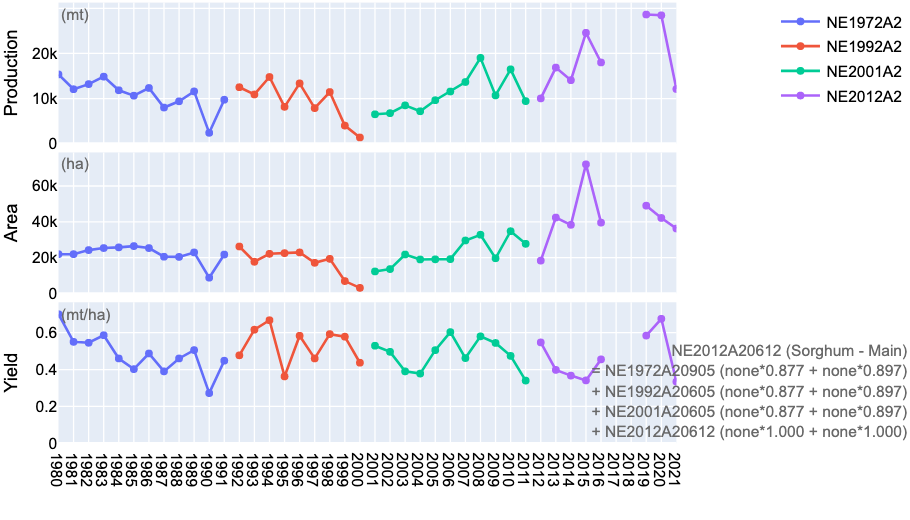 Production
(mt)
20k
10k
0
NE1972A2
NE1992A2
NE2001A2
NE2012A2
Area
(ha)
60k
40k
20k
0
Yield
(mt/ha)
0.6
0.4
0.2
0
NE2012A20612 (Sorghum - Main)
= NE1972A20905 (none*0.877 + none*0.897)
+ NE1992A20605 (none*0.877 + none*0.897)
+ NE2001A20605 (none*0.877 + none*0.897)
+ NE2012A20612 (none*1.000 + none*1.000)
1980
1981
1982
1983
1984
1985
1986
1987
1988
1989
1990
1991
1992
1993
1994
1995
1996
1997
1998
1999
2000
2001
2002
2003
2004
2005
2006
2007
2008
2009
2010
2011
2012
2013
2014
2015
2016
2017
2018
2019
2020
2021